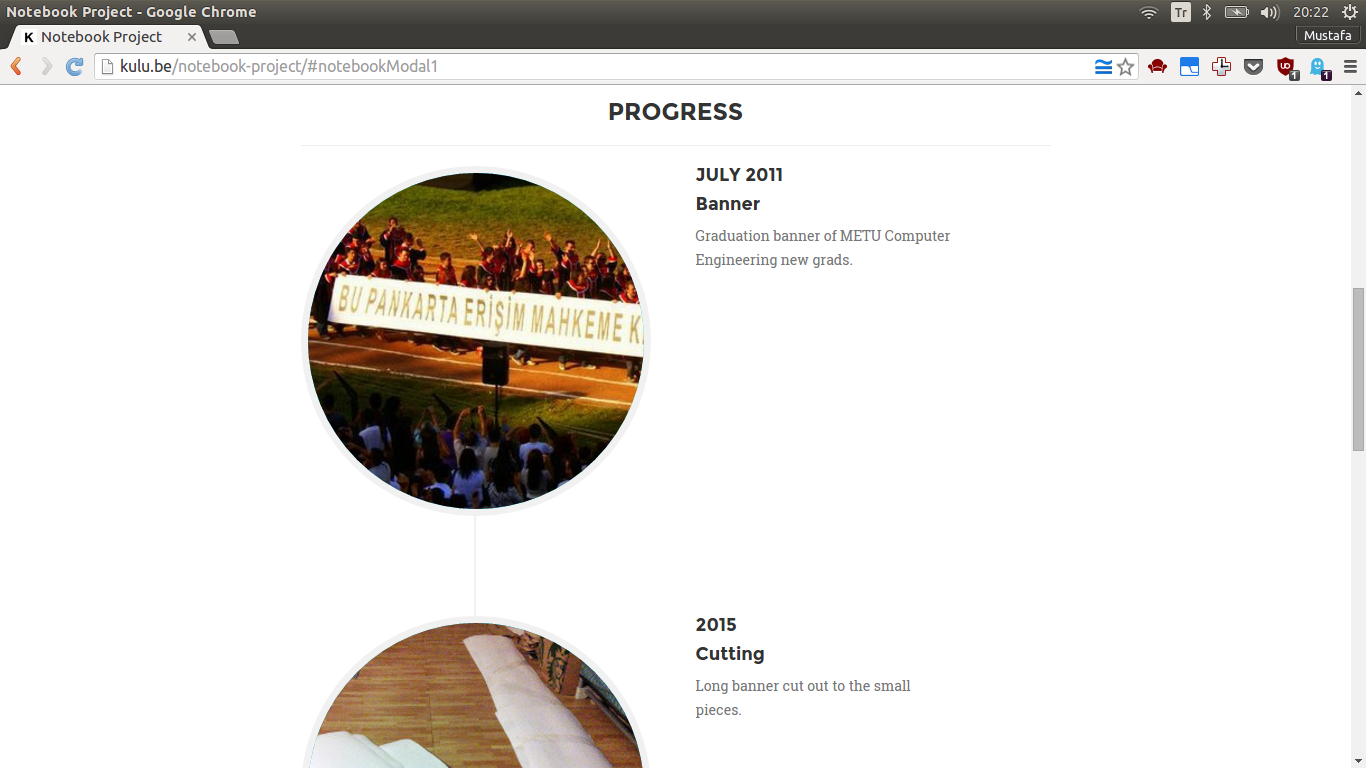 Notebook Project - Google Chrome
Tr
20:22
K Notebook Project
Mustafa
kulu.be/notebook-project/#notebookModal1
1
1
PROGRESS
BU PANKARTA ERİŞİM MAHKEME K
JULY 2011
Banner
Graduation banner of METU Computer
Engineering new grads.
2015
Cutting
Long banner cut out to the small
pieces.